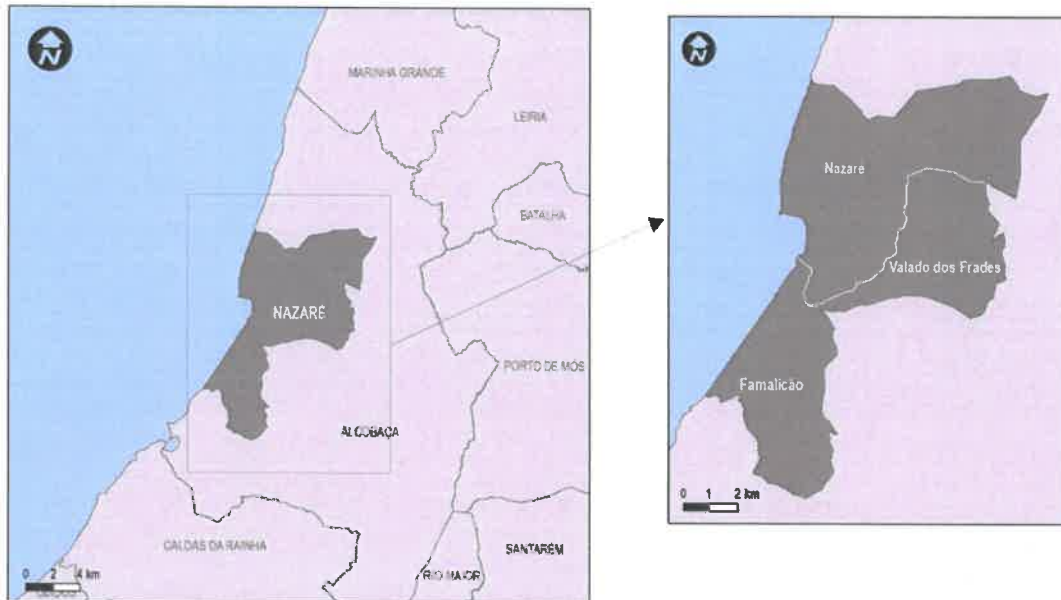 N
MARINHA GRANDE
LEIRIA
BATALHA
NAZARÉ
PORTO DE MÓS
ALCOBAÇA
CALDAS DA RAINHA
SANTARÉM
RIO MAIOR
0 2 4 km
N
Nazaré
Valado dos Frades
Famalicão
0 1 2 km